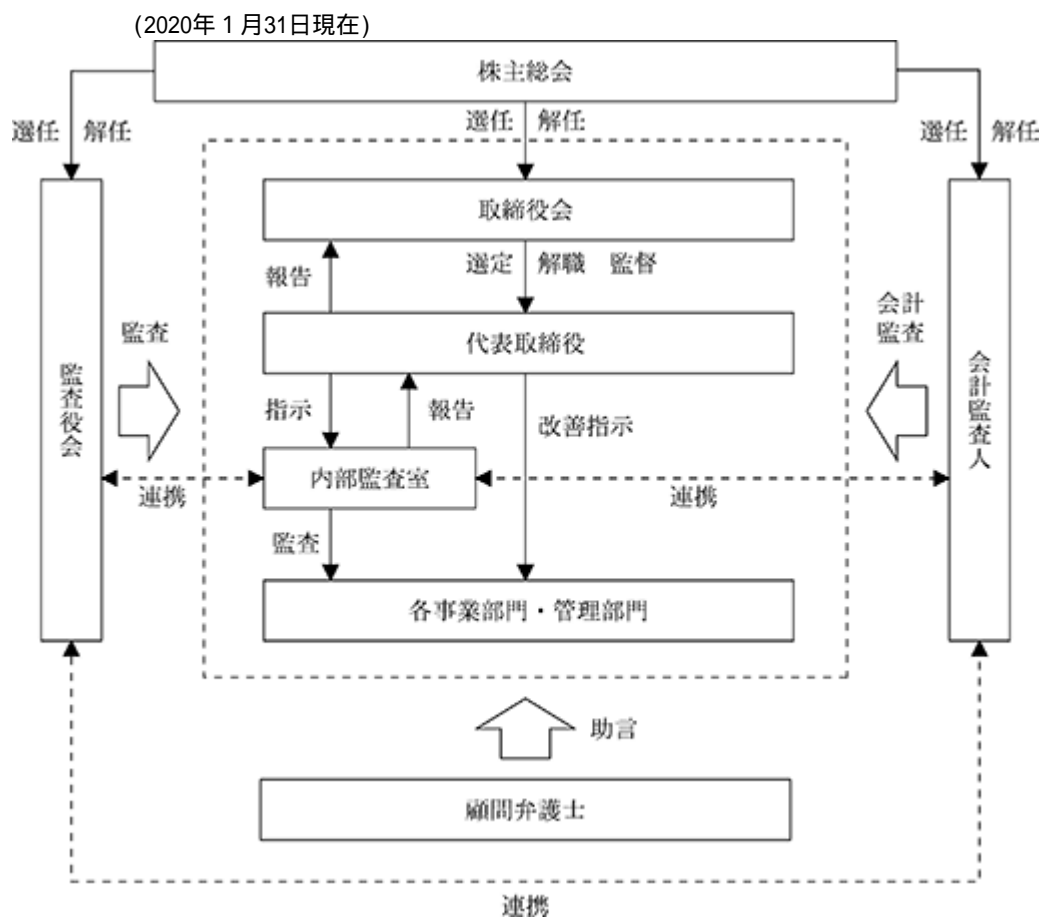 (2020年１月31日現在)
株主総会
選任 解任
選任 解任
選任 解任
取締役会
報告
選定 解職 監督
代表取締役
監査
会計
監査
監査役会
会計監査人
指示
報告
改善指示
内部監査室
連携
連携
監査
各事業部門・管理部門
助言
顧問弁護士
連携